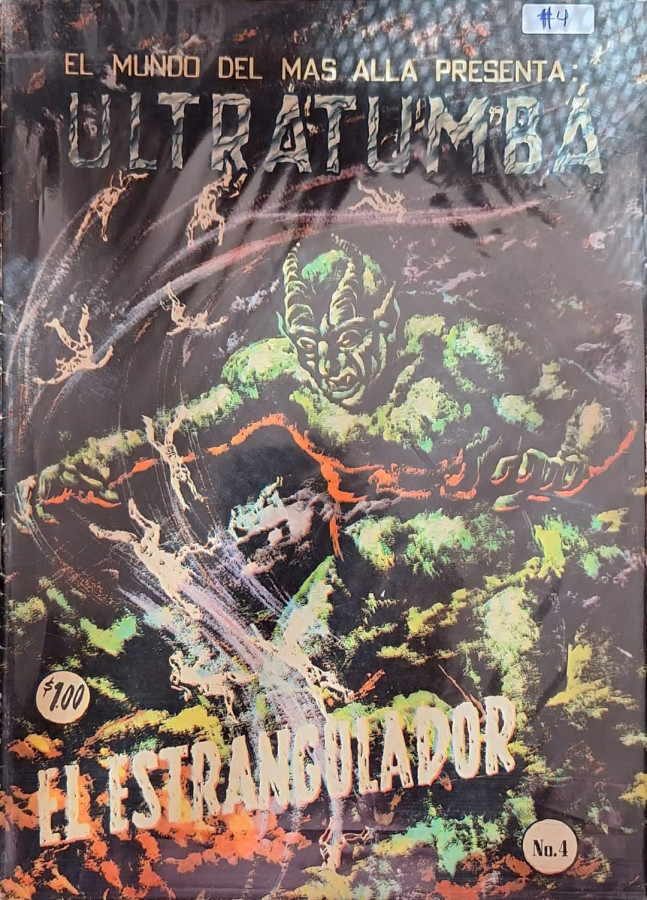 #4
EL MUNDO DEL MAS ALLA PRESENTA:
ULTRATUMBA
$1.00
EL ESTRANGULADOR
No.4